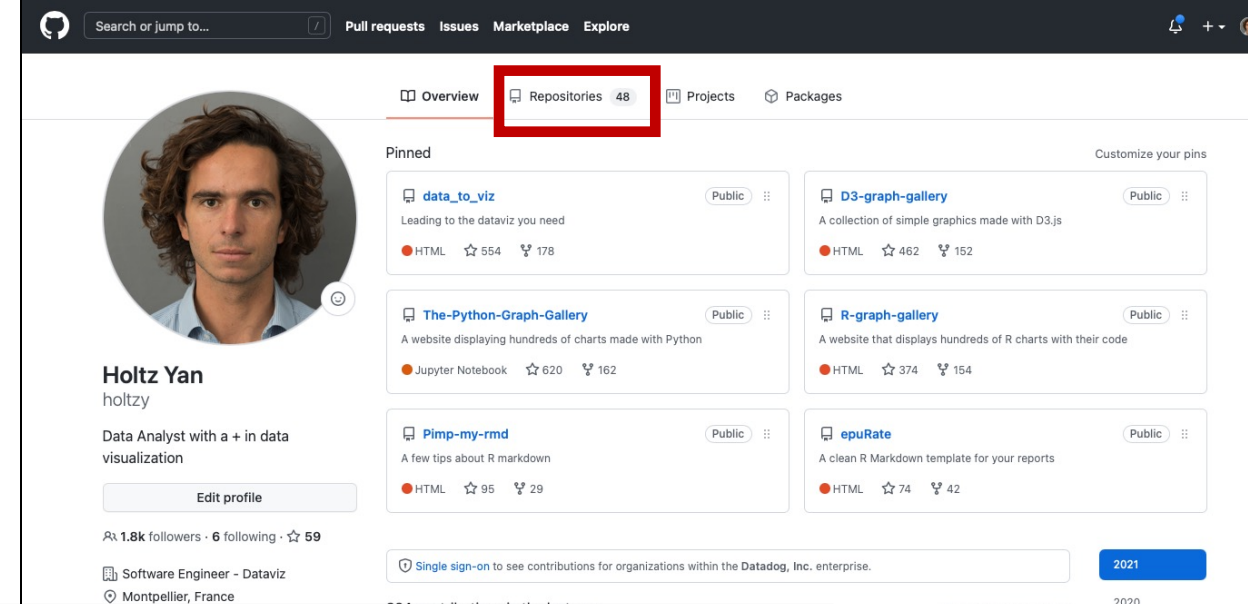 Search or jump to... /
Pull requests Issues Marketplace Explore
Overview Repositories 48 Projects Packages
Holtz Yan
holtzy
Data Analyst with a + in data
visualization
Edit profile
1.8k followers · 6 following · 59
Software Engineer - Dataviz
Montpellier, France
Pinned
Customize your pins
data_to_viz Public
Leading to the dataviz you need
HTML 554 178
D3-graph-gallery Public
A collection of simple graphics made with D3.js
HTML 462 152
The-Python-Graph-Gallery Public
A website displaying hundreds of charts made with Python
Jupyter Notebook 620 162
R-graph-gallery Public
A website that displays hundreds of R charts with their code
HTML 374 154
Pimp-my-rmd Public
A few tips about R markdown
HTML 95 29
epuRate Public
A clean R Markdown template for your reports
HTML 74 42
Single sign-on to see contributions for organizations within the Datadog, Inc. enterprise.
2021
2020